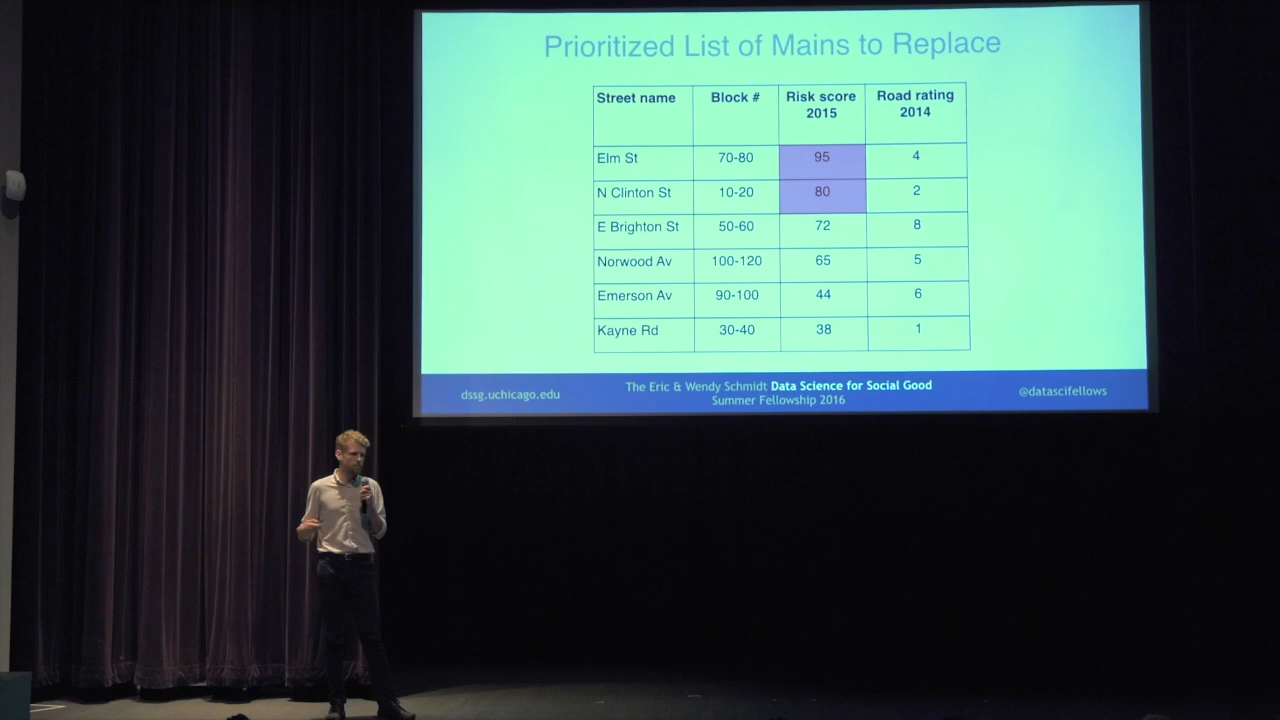 Prioritized List of Mains to Replace
Street name Block # Risk score 2015 Road rating 2014
Elm St 70-80 95 4
N Clinton St 10-20 80 2
E Brighton St 50-60 72 8
Norwood Av 100-120 65 5
Emerson Av 90-100 44 6
Kayne Rd 30-40 38 1
dssg.uchicago.edu
The Eric & Wendy Schmidt Data Science for Social Good
Summer Fellowship 2016
@datascifellows